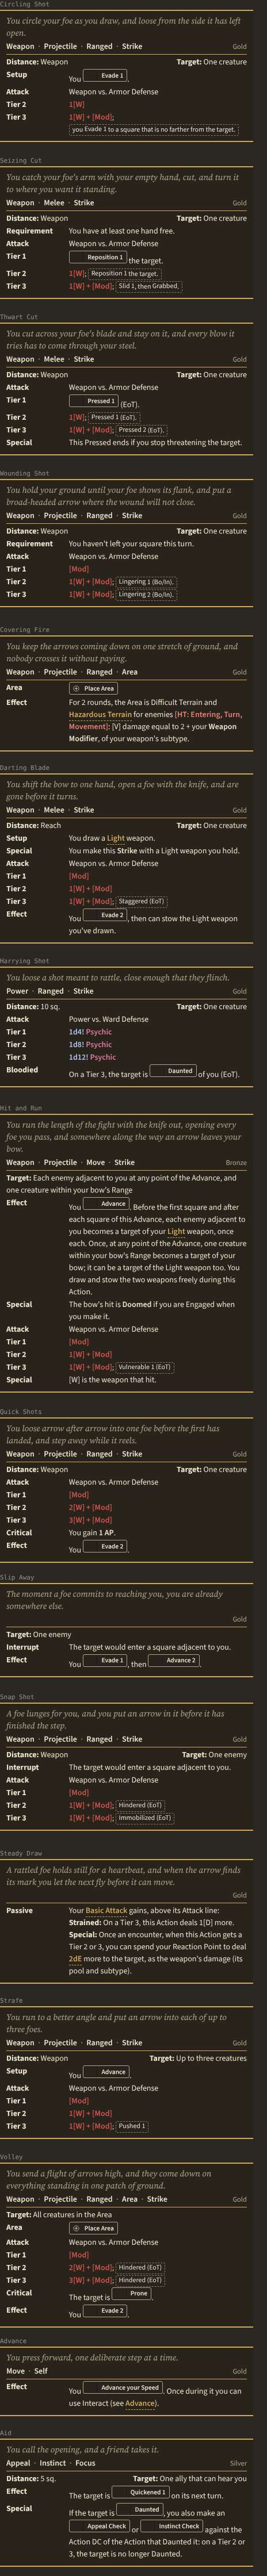 Circling Shot
You circle your foe as you draw, and loose from the side it has left
open.
Weapon · Projectile · Ranged · Strike Gold
Distance: Weapon Target: One creature
Setup You Evade 1.
Attack Weapon vs. Armor Defense
Tier 2 1[W]
Tier 3 1[W] + [Mod];
you Evade 1 to a square that is no farther from the target.
Seizing Cut
You catch your foe's arm with your empty hand, cut, and turn it
to where you want it standing.
Weapon · Melee · Strike Gold
Distance: Weapon Target: One creature
Requirement You have at least one hand free.
Attack Weapon vs. Armor Defense
Tier 1 Reposition 1 the target.
Tier 2 1[W]; Reposition 1 the target.
Tier 3 1[W] + [Mod]; Slid 1, then Grabbed.
Thwart Cut
You cut across your foe's blade and stay on it, and every blow it
tries has to come through your steel.
Weapon · Melee · Strike Gold
Distance: Weapon Target: One creature
Attack Weapon vs. Armor Defense
Tier 1 Pressed 1 (EoT).
Tier 2 1[W]; Pressed 1 (EoT).
Tier 3 1[W] + [Mod]; Pressed 2 (EoT).
Special This Pressed ends if you stop threatening the target.
Wounding Shot
You hold your ground until your foe shows its flank, and put a
broad-headed arrow where the wound will not close.
Weapon · Projectile · Ranged · Strike Gold
Distance: Weapon Target: One creature
Requirement You haven't left your square this turn.
Attack Weapon vs. Armor Defense
Tier 1 [Mod]
Tier 2 1[W] + [Mod]; Lingering 1 (Bo/In).
Tier 3 1[W] + [Mod]; Lingering 2 (Bo/In).
Covering Fire
You keep the arrows coming down on one stretch of ground, and
nobody crosses it without paying.
Weapon · Projectile · Ranged · Area Gold
Area Place Area
Effect For 2 rounds, the Area is Difficult Terrain and
Hazardous Terrain for enemies [HT: Entering, Turn,
Movement]: [V] damage equal to 2 + your Weapon
Modifier, of your weapon's subtype.
Darting Blade
You shift the bow to one hand, open a foe with the knife, and are
gone before it turns.
Weapon · Melee · Strike Gold
Distance: Reach Target: One creature
Setup You draw a Light weapon.
Special You make this Strike with a Light weapon you hold.
Attack Weapon vs. Armor Defense
Tier 1 [Mod]
Tier 2 1[W] + [Mod]
Tier 3 1[W] + [Mod]; Staggered (EoT)
Effect You Evade 2, then can stow the Light weapon
you've drawn.
Harrying Shot
You loose a shot meant to rattle, close enough that they flinch.
Power · Ranged · Strike Gold
Distance: 10 sq. Target: One creature
Attack Power vs. Ward Defense
Tier 1 1d4! Psychic
Tier 2 1d8! Psychic
Tier 3 1d12! Psychic
Bloodied On a Tier 3, the target is Daunted of you (EoT).
Hit and Run
You run the length of the fight with the knife out, opening every
foe you pass, and somewhere along the way an arrow leaves your
bow.
Weapon · Projectile · Move · Strike Bronze
Target: Each enemy adjacent to you at any point of the Advance, and
one creature within your bow's Range
Effect You Advance. Before the first square and after
each square of this Advance, each enemy adjacent to
you becomes a target of your Light weapon, once
each. Once, at any point of the Advance, one creature
within your bow's Range becomes a target of your
bow; it can be a target of the Light weapon too. You
draw and stow the two weapons freely during this
Action.
Special The bow's hit is Doomed if you are Engaged when
you make it.
Attack Weapon vs. Armor Defense
Tier 1 [Mod]
Tier 2 1[W] + [Mod]
Tier 3 1[W] + [Mod]; Vulnerable 1 (EoT)
Special [W] is the weapon that hit.
Quick Shots
You loose arrow after arrow into one foe before the first has
landed, and step away while it reels.
Weapon · Projectile · Ranged · Strike Gold
Distance: Weapon Target: One creature
Attack Weapon vs. Armor Defense
Tier 1 [Mod]
Tier 2 2[W] + [Mod]
Tier 3 3[W] + [Mod]
Critical You gain 1 AP.
Effect You Evade 2.
Slip Away
The moment a foe commits to reaching you, you are already
somewhere else.
Gold
Target: One enemy
Interrupt The target would enter a square adjacent to you.
Effect You Evade 1, then Advance 2.
Snap Shot
A foe lunges for you, and you put an arrow in it before it has
finished the step.
Weapon · Projectile · Ranged · Strike Gold
Distance: Weapon Target: One enemy
Interrupt The target would enter a square adjacent to you.
Attack Weapon vs. Armor Defense
Tier 1 [Mod]
Tier 2 1[W] + [Mod]; Hindered (EoT)
Tier 3 1[W] + [Mod]; Immobilized (EoT)
Steady Draw
A rattled foe holds still for a heartbeat, and when the arrow finds
its mark you let the next fly before it can move.
Gold
Passive Your Basic Attack gains, above its Attack line:
Strained: On a Tier 3, this Action deals 1[D] more.
Special: Once an encounter, when this Action gets a
Tier 2 or 3, you can spend your Reaction Point to deal
2dE more to the target, as the weapon's damage (its
pool and subtype).
Strafe
You run to a better angle and put an arrow into each of up to
three foes.
Weapon · Projectile · Ranged · Strike Gold
Distance: Weapon Target: Up to three creatures
Setup You Advance.
Attack Weapon vs. Armor Defense
Tier 1 [Mod]
Tier 2 1[W] + [Mod]
Tier 3 1[W] + [Mod]; Pushed 1
Volley
You send a flight of arrows high, and they come down on
everything standing in one patch of ground.
Weapon · Projectile · Ranged · Area · Strike Gold
Target: All creatures in the Area
Area Place Area
Attack Weapon vs. Armor Defense
Tier 1 [Mod]
Tier 2 2[W] + [Mod]; Hindered (EoT)
Tier 3 3[W] + [Mod]; Hindered (EoT)
Critical The target is Prone.
Effect You Evade 2.
Advance
You press forward, one deliberate step at a time.
Move · Self Gold
Effect You Advance your Speed. Once during it you can
use Interact (see Advance).
Aid
You call the opening, and a friend takes it.
Appeal · Instinct · Focus Silver
Distance: 5 sq. Target: One ally that can hear you
Effect The target is Quickened 1 on its next turn.
Special If the target is Daunted, you also make an
Appeal Check or Instinct Check against the
Action DC of the Action that Daunted it: on a Tier 2 or
3, the target is no longer Daunted.